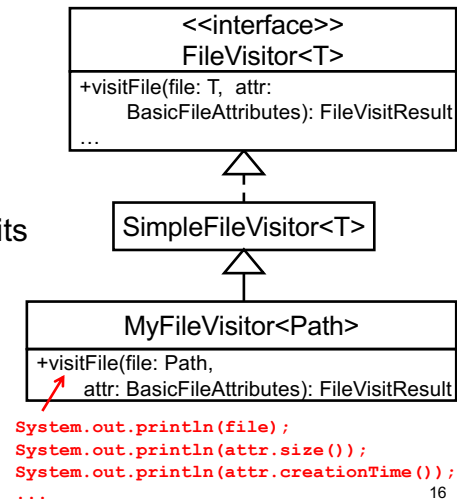 <<interface>>
FileVisitor<T>
+visitFile(file: T, attr:
BasicFileAttributes): FileVisitResult
…
its
SimpleFileVisitor<T>
MyFileVisitor<Path>
+visitFile(file: Path,
attr: BasicFileAttributes): FileVisitResult
System.out.println(file);
System.out.println(attr.size());
System.out.println(attr.creationTime());
...
16